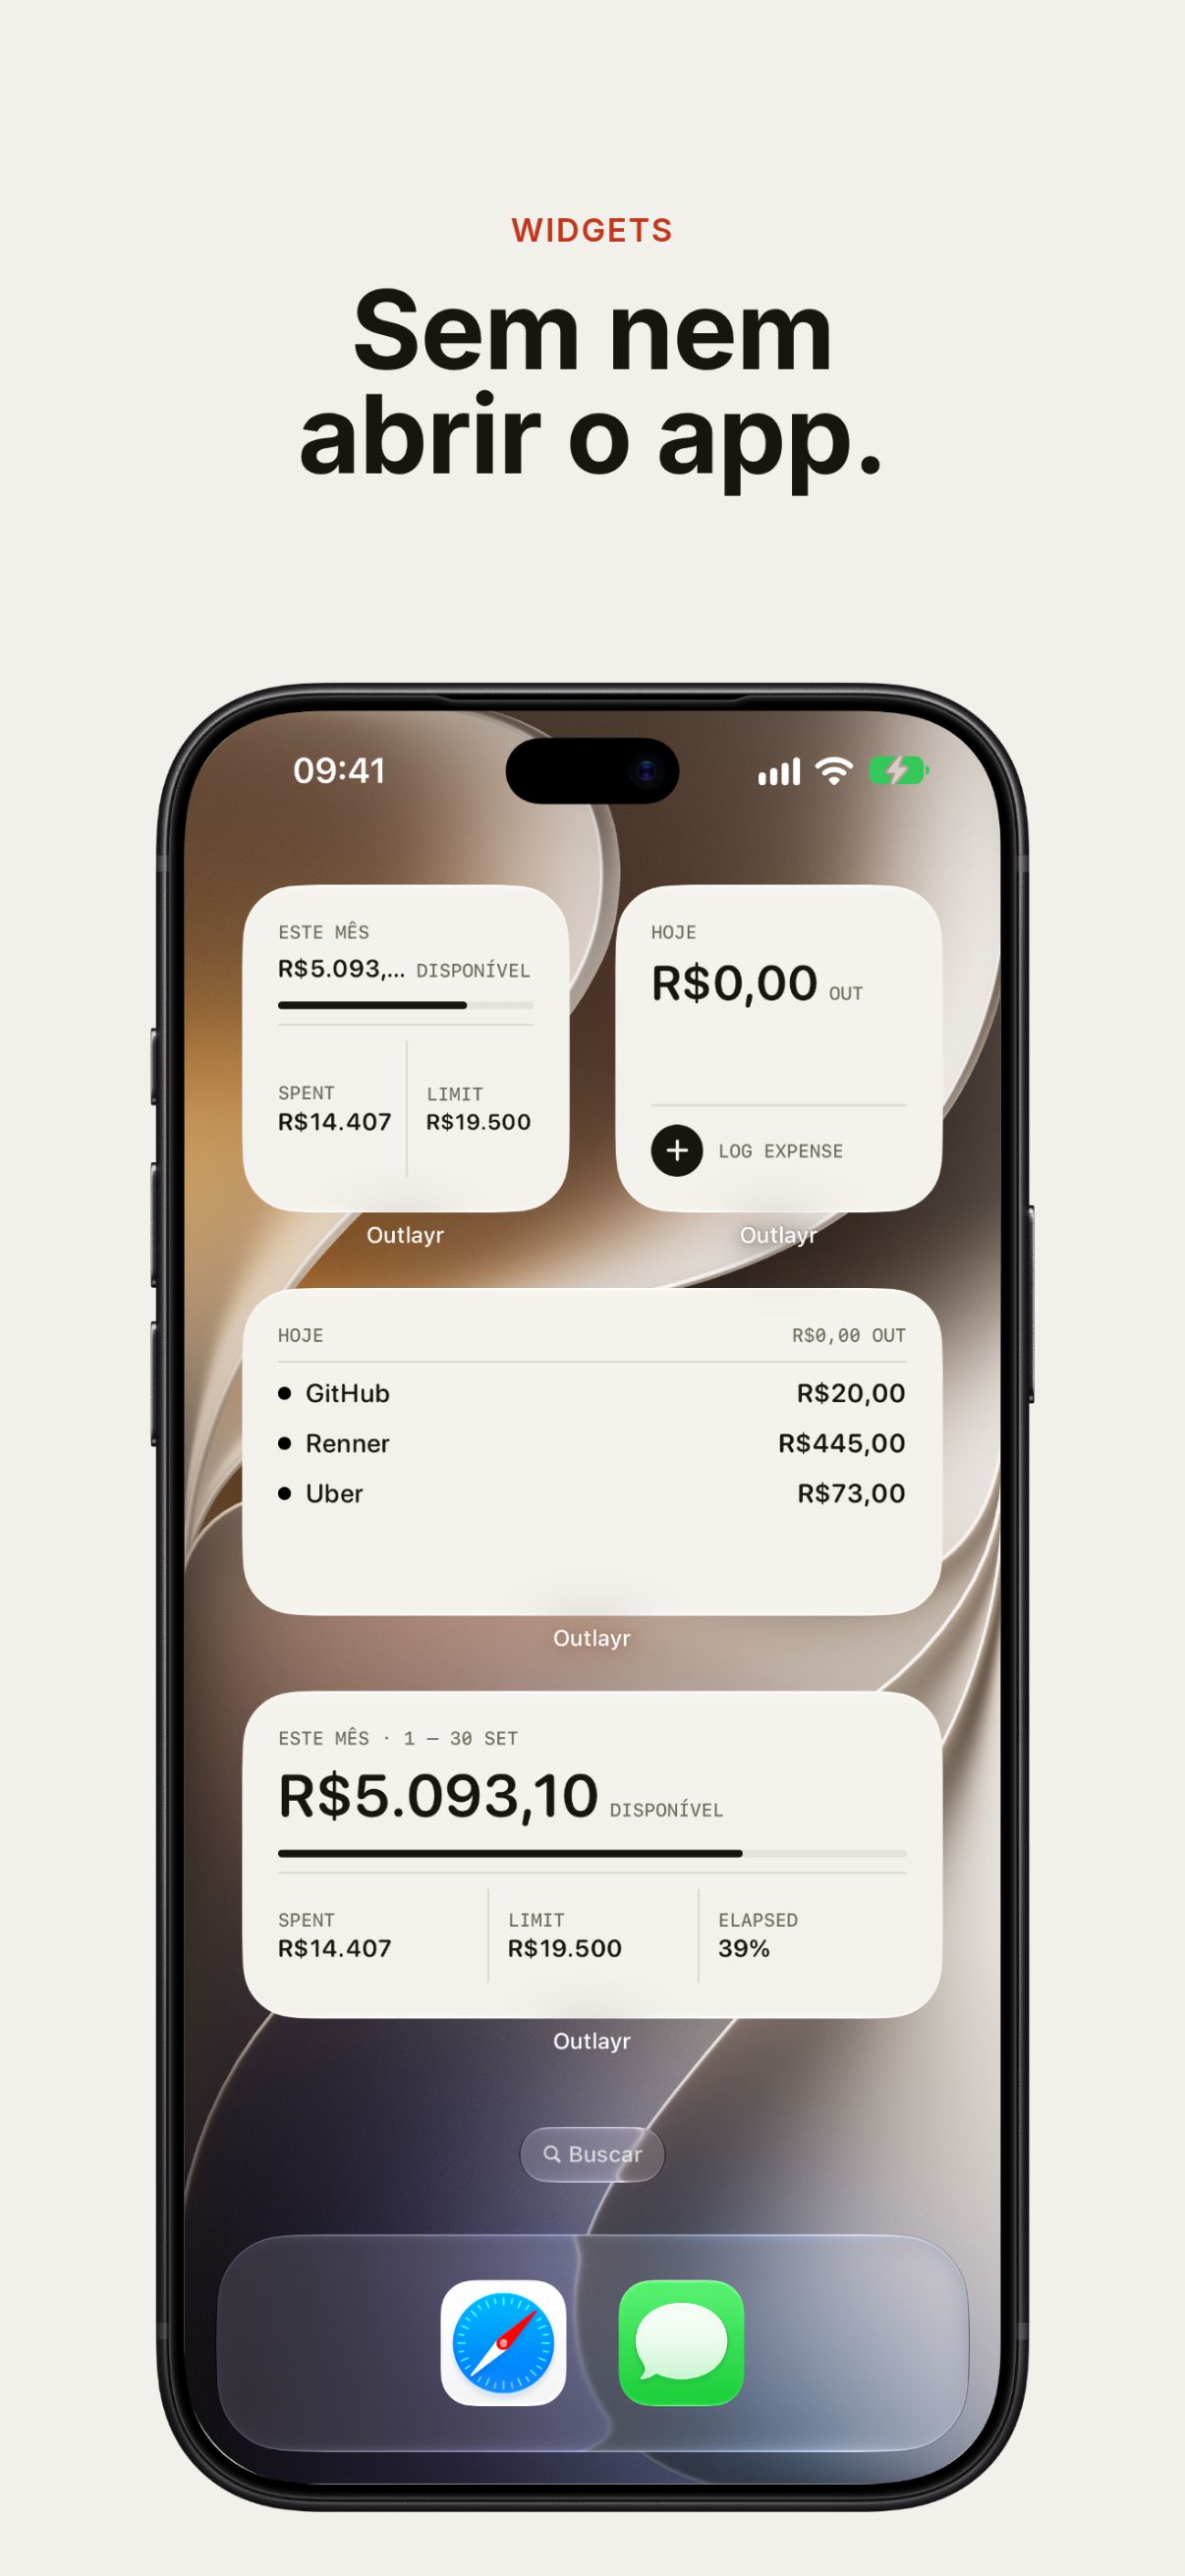 WIDGETS
Sem nem
abrir o app.
09:41
ESTE MÊS
R$5.093,... DISPONÍVEL
SPENT LIMIT
R$14.407 R$19.500
HOJE
R$0,00 OUT
LOG EXPENSE
Outlayr Outlayr
HOJE R$0,00 OUT
GitHub R$20,00
Renner R$445,00
Uber R$73,00
Outlayr
ESTE MÊS · 1 — 30 SET
R$5.093,10 DISPONÍVEL
SPENT LIMIT ELAPSED
R$14.407 R$19.500 39%
Outlayr
Buscar